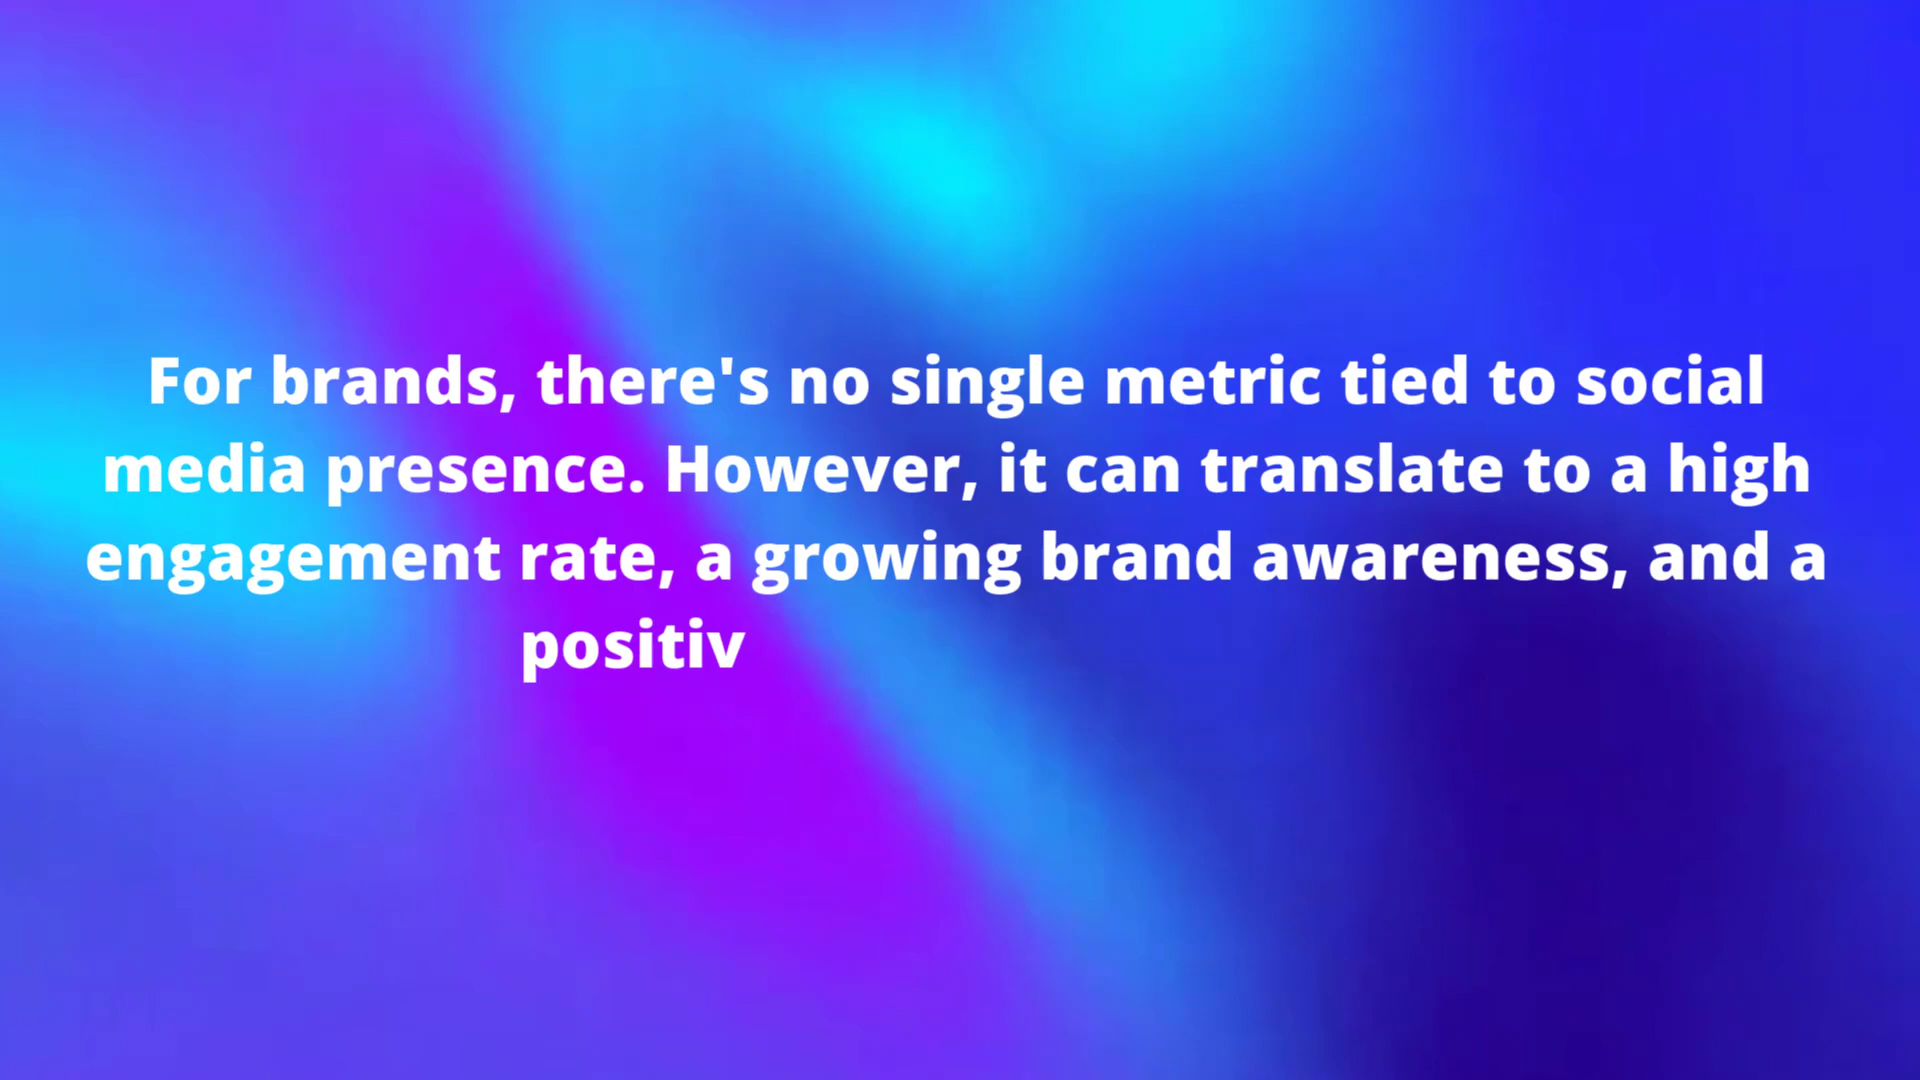 For brands, there's no single metric tied to social
media presence. However, it can translate to a high
engagement rate, a growing brand awareness, and a
positiv